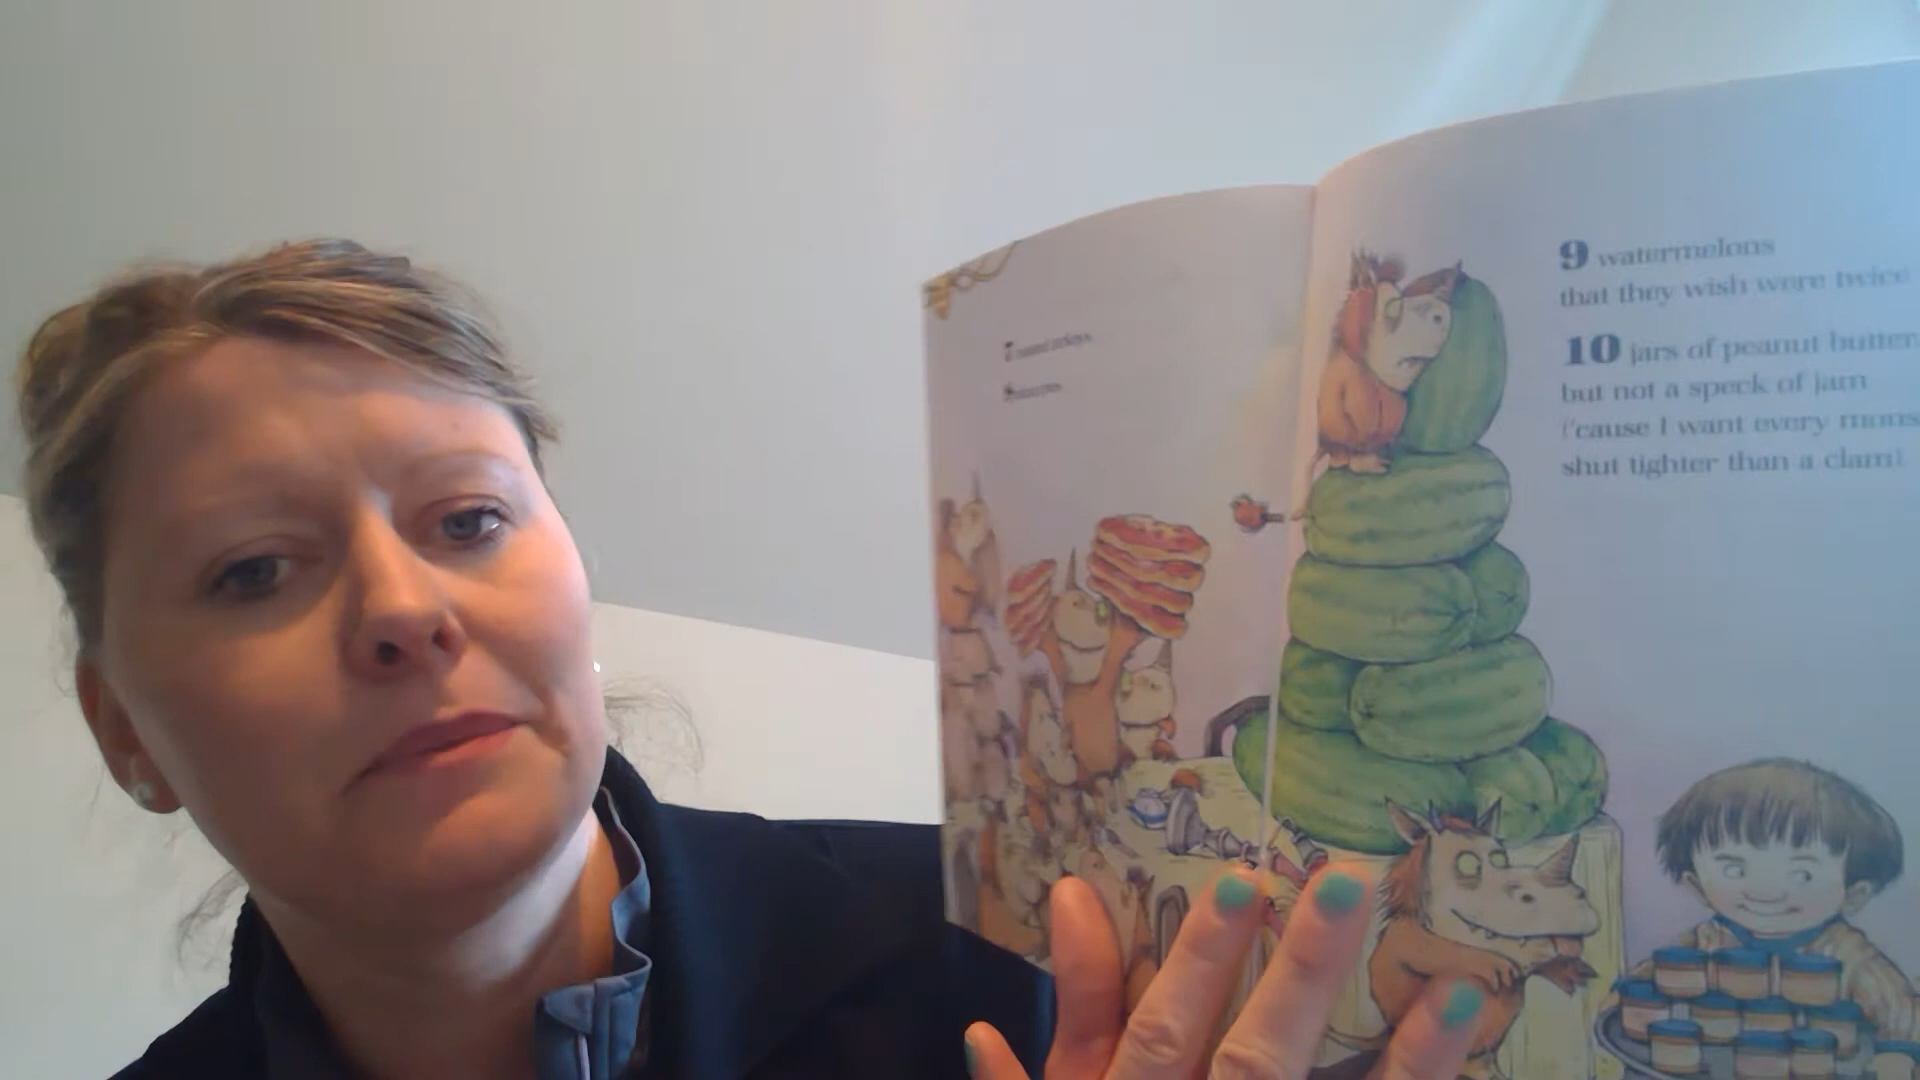 7
9 watermelons
that they wish were twice
10 jars of peanut butter,
but not a speck of jam
('cause I want every mons
shut tighter than a clam!